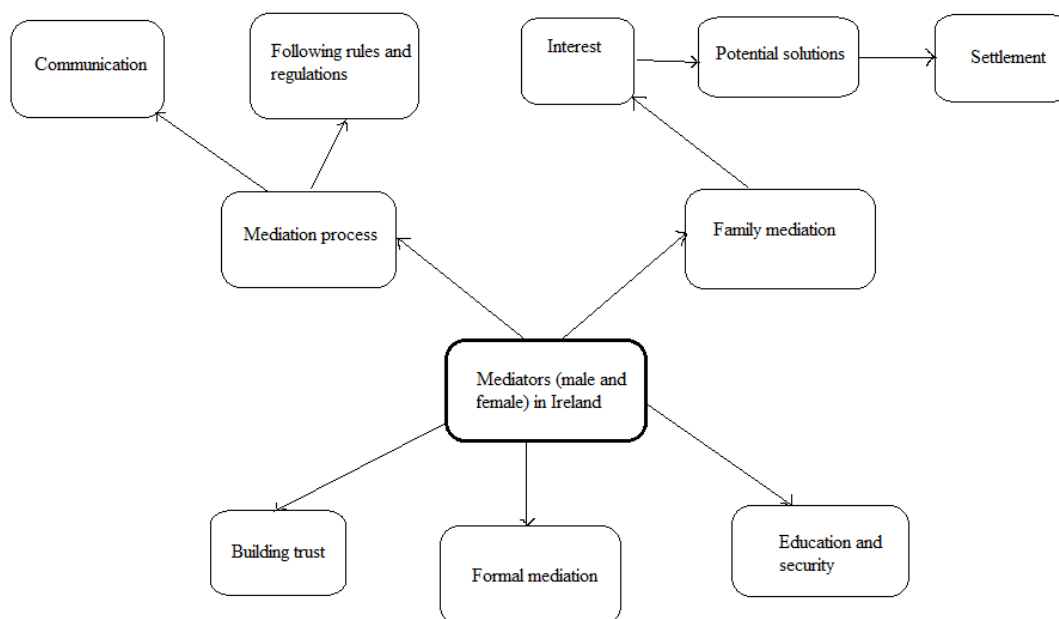 Communication
Following rules and
regulations
Interest
Potential solutions
Settlement
Mediation process
Family mediation
Mediators (male and
female) in Ireland
Building trust
Formal mediation
Education and
security